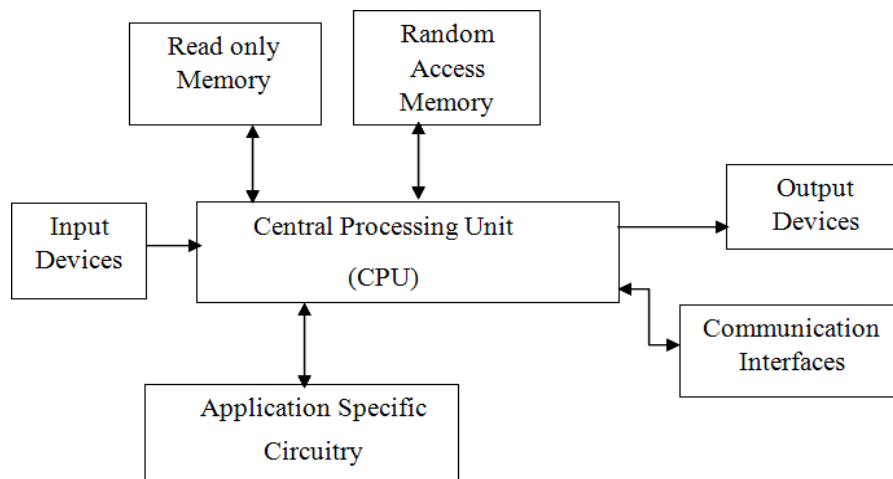 Read only
Memory
Random
Access
Memory
Input
Devices
Central Processing Unit
(CPU)
Output
Devices
Communication
Interfaces
Application Specific
Circuitry